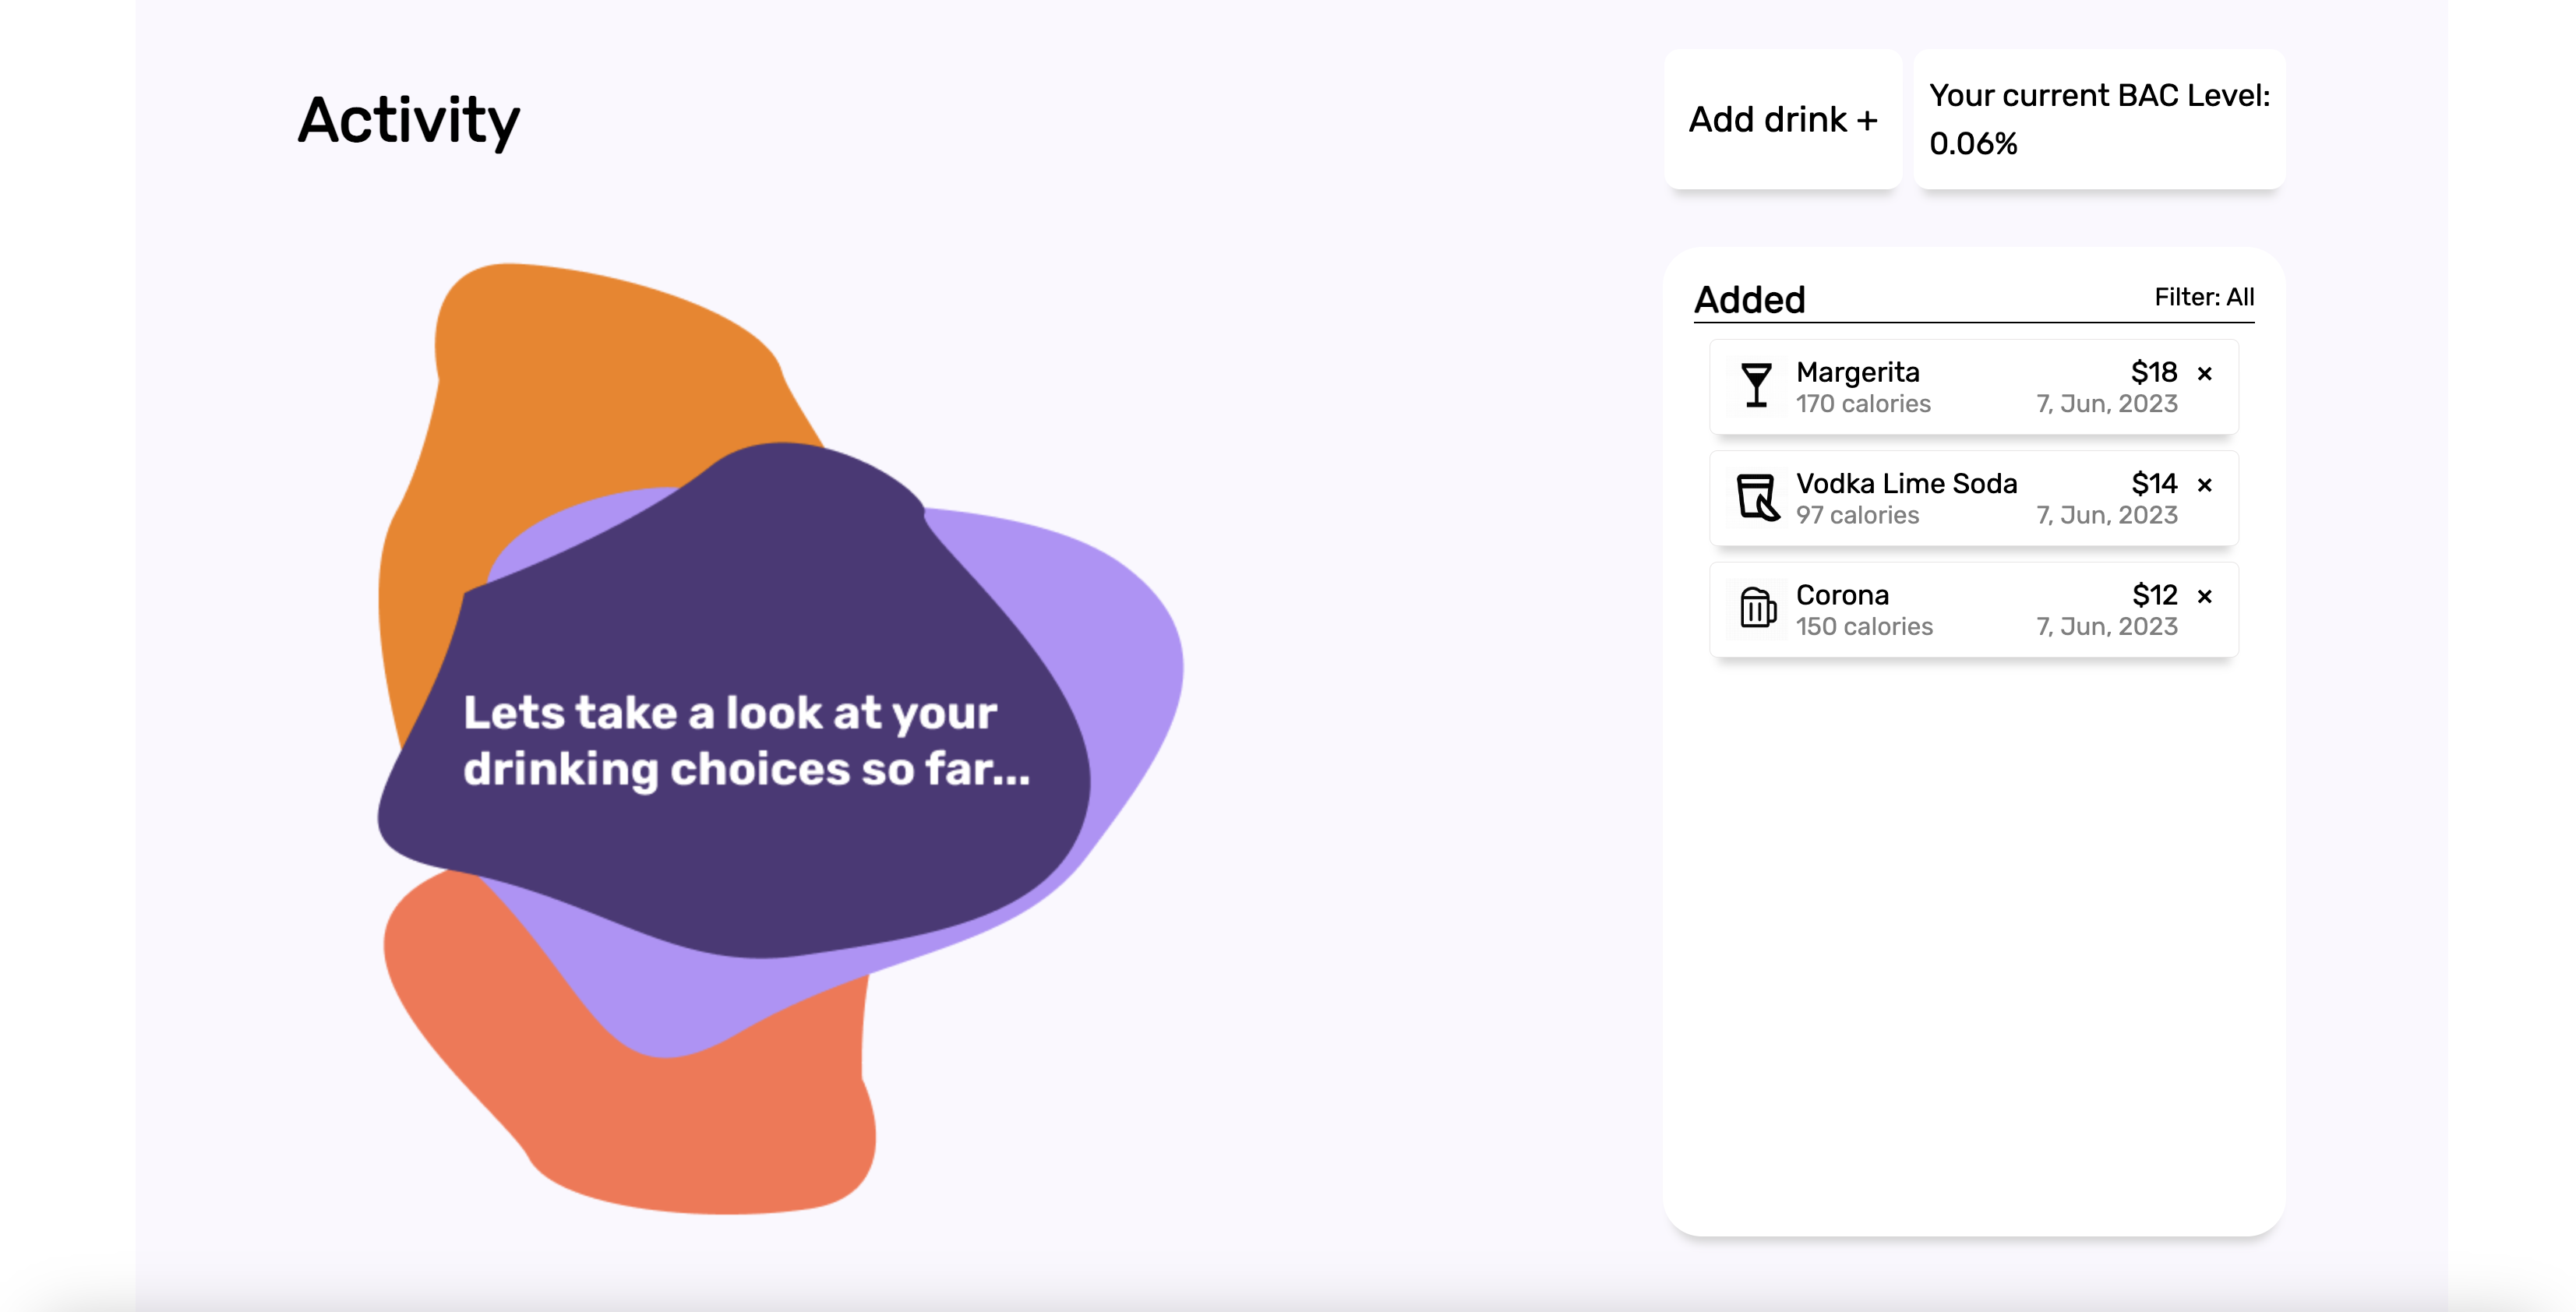 Activity
Add drink +
Your current BAC Level:
0.06%
Lets take a look at your
drinking choices so far...
Added
Filter: All
Margerita
$18 ×
170 calories
7, Jun, 2023
Vodka Lime Soda
$14 ×
97 calories
7, Jun, 2023
Corona
$12 ×
150 calories
7, Jun, 2023